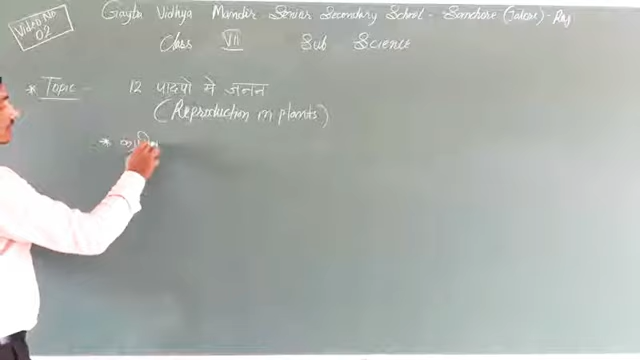 Video No 02
Gayba Vidhya Mandir Senior Secondary School - Sanchore (Jalore) - Raj
Class VII Sub Science
* Topic - 12 पादपो मे जनन
(Reproduction in plants)
*